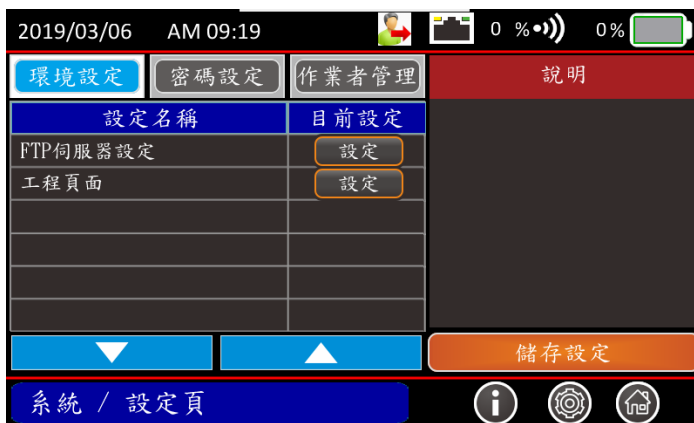 2019/03/06 AM 09:19 0 % 0%
環境設定 密碼設定 作業者管理 說明
設定名稱 目前設定
FTP伺服器設定 設定
工程頁面 設定
儲存設定
系統 / 設定頁